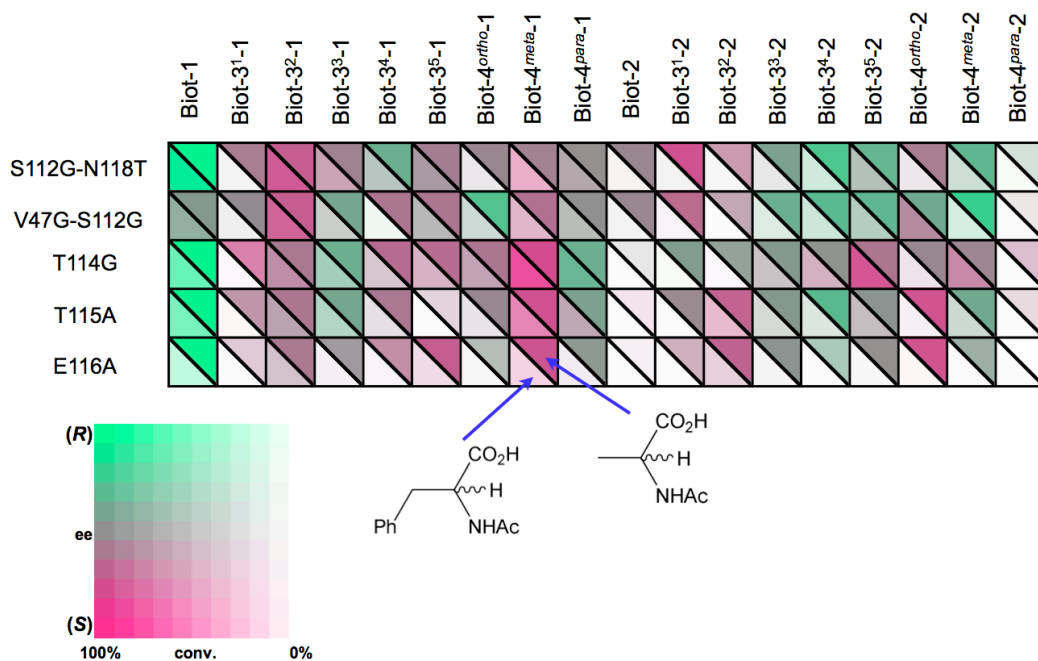 Biot-1
Biot-3¹-1
Biot-3²-1
Biot-3³-1
Biot-3⁴-1
Biot-3⁵-1
Biot-4ortho-1
Biot-4meta-1
Biot-4para-1
Biot-2
Biot-3¹-2
Biot-3²-2
Biot-3³-2
Biot-3⁴-2
Biot-3⁵-2
Biot-4ortho-2
Biot-4meta-2
Biot-4para-2
S112G-N118T
V47G-S112G
T114G
T115A
E116A
(R)
ee
(S)
100% conv. 0%
CO₂H
H
Ph
NHAc
CO₂H
H
NHAc